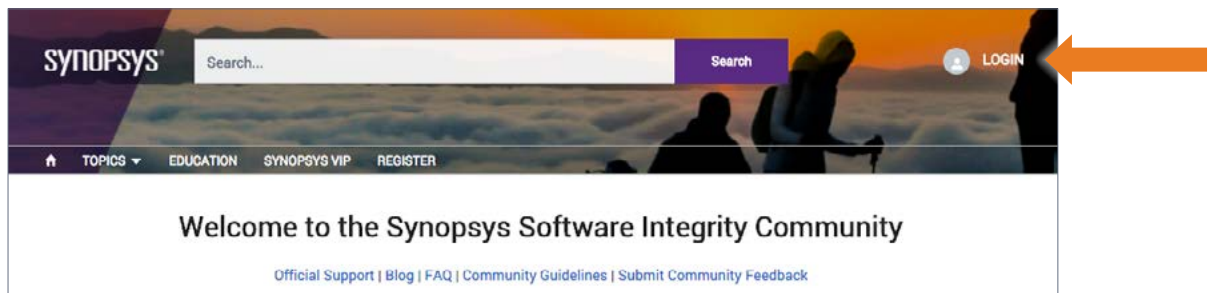 SYNOPSYS®
Search...
Search
LOGIN
TOPICS
EDUCATION
SYNOPSYS VIP
REGISTER
Welcome to the Synopsys Software Integrity Community
Official Support | Blog | FAQ | Community Guidelines | Submit Community Feedback